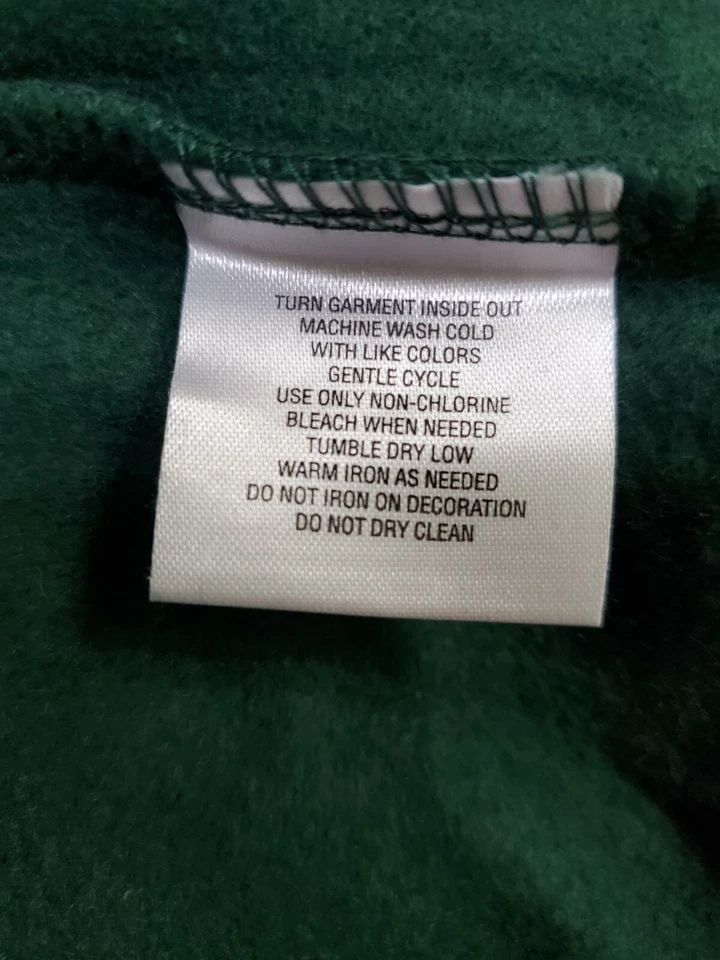 TURN GARMENT INSIDE OUT
MACHINE WASH COLD
WITH LIKE COLORS
GENTLE CYCLE
USE ONLY NON-CHLORINE
BLEACH WHEN NEEDED
TUMBLE DRY LOW
WARM IRON AS NEEDED
DO NOT IRON ON DECORATION
DO NOT DRY CLEAN